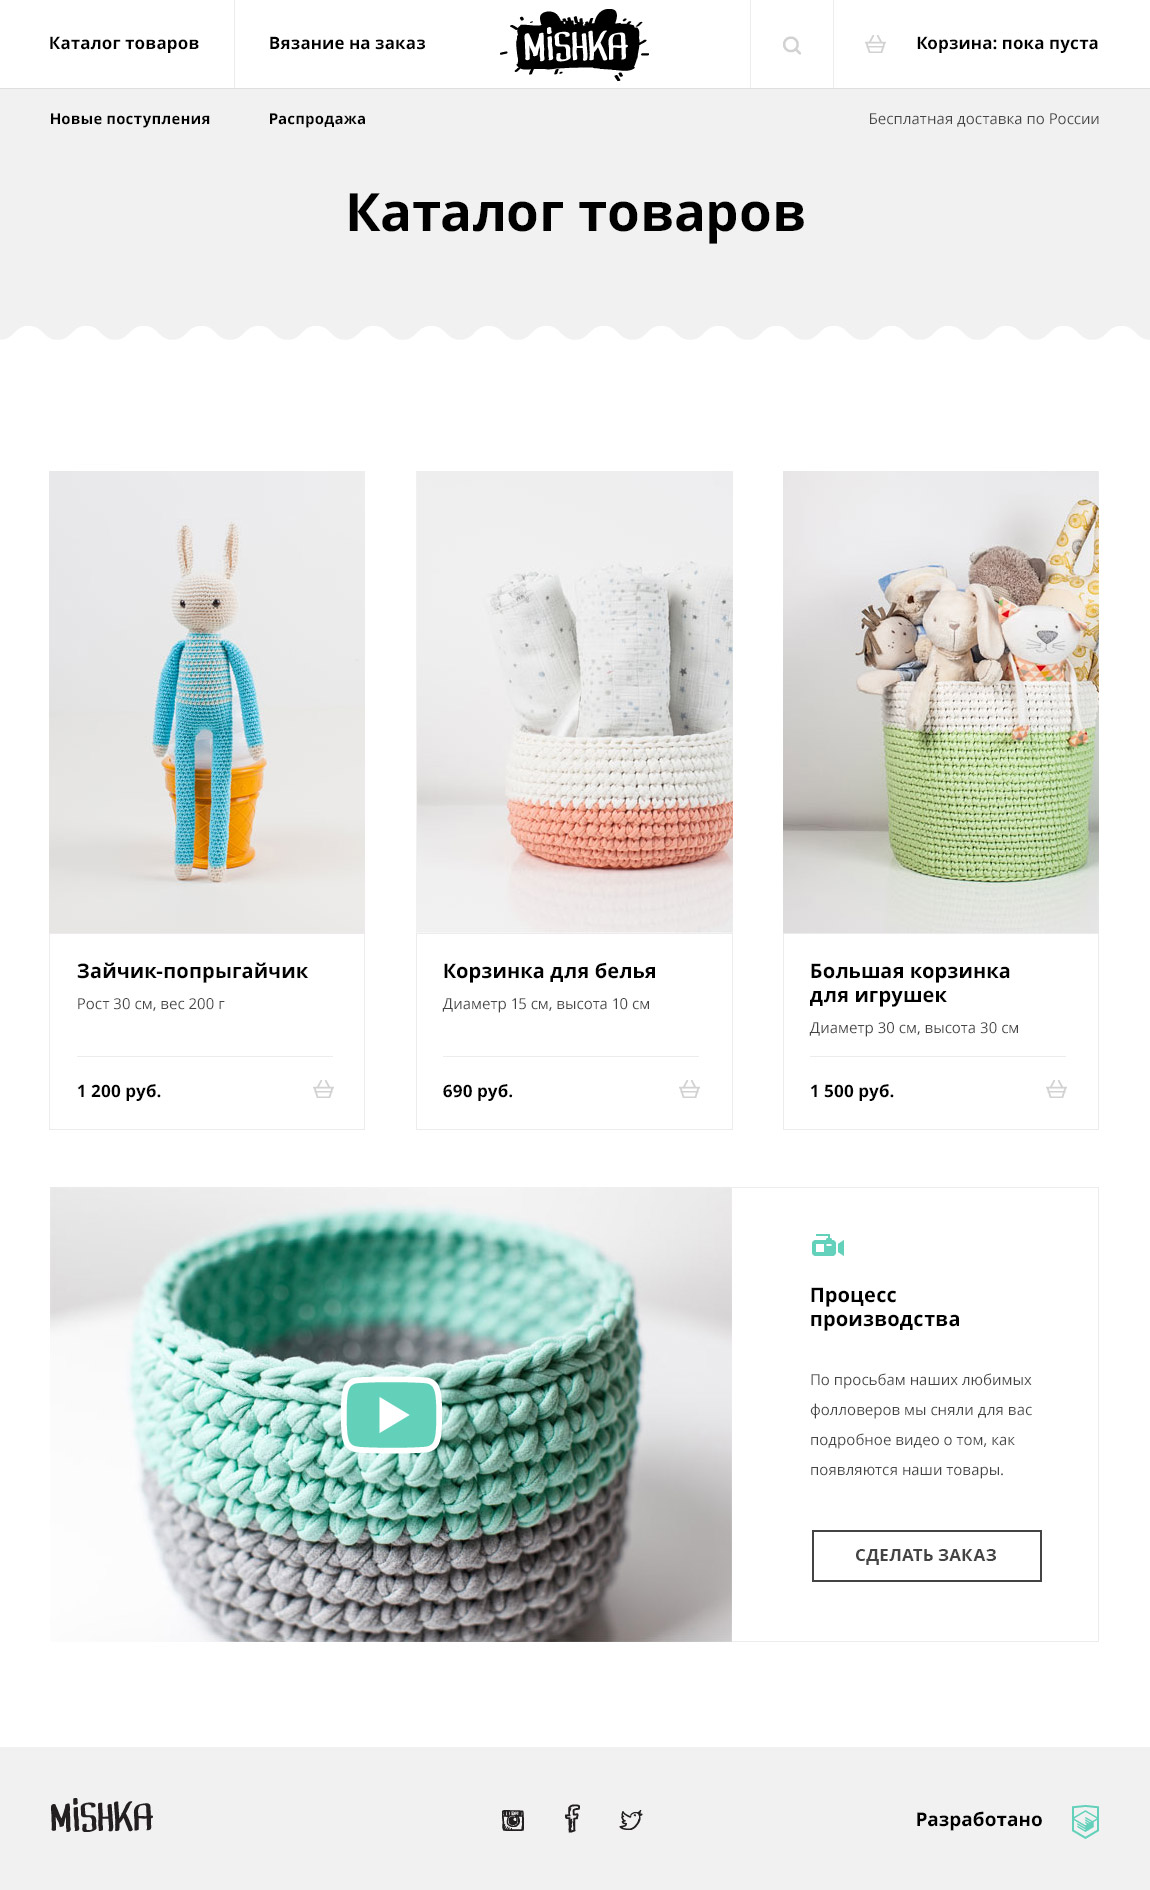 Каталог товаров
Вязание на заказ
MiSHKA
Корзина: пока пуста
Новые поступления
Распродажа
Бесплатная доставка по России
Каталог товаров
Зайчик-попрыгайчик
Рост 30 см, вес 200 г
1 200 руб.
Корзинка для белья
Диаметр 15 см, высота 10 см
690 руб.
Большая корзинка
для игрушек
Диаметр 30 см, высота 30 см
1 500 руб.
Процесс
производства
По просьбам наших любимых
фолловеров мы сняли для вас
подробное видео о том, как
появляются наши товары.
СДЕЛАТЬ ЗАКАЗ
MiSHKA
Разработано